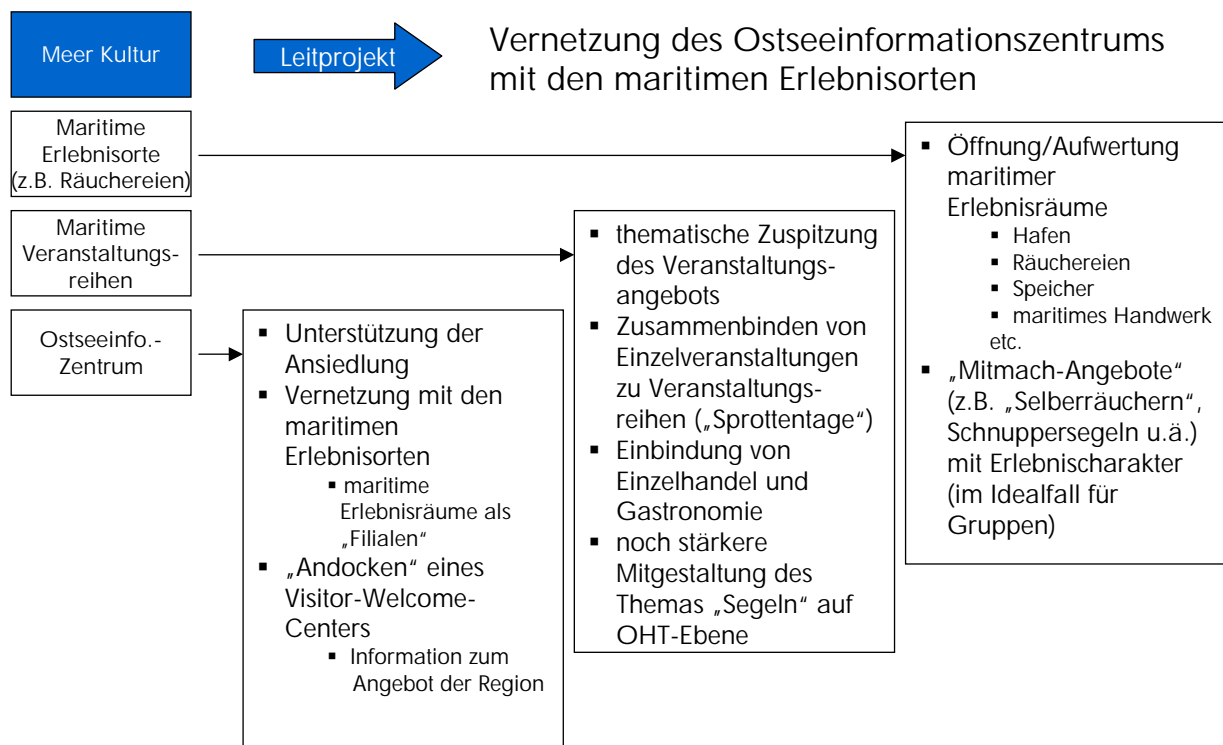 Meer Kultur
Leitprojekt
Vernetzung des Ostseeinformationszentrums
mit den maritimen Erlebnisorten
Maritime
Erlebnisorte
(z.B. Räuchereien)
Maritime
Veranstaltungs-
reihen
Ostseeinfo.-
Zentrum
▪ Unterstützung der
Ansiedlung
▪ Vernetzung mit den
maritimen
Erlebnisorten
▪ maritime
Erlebnisräume als
„Filialen“
▪ „Andocken“ eines
Visitor-Welcome-
Centers
▪ Information zum
Angebot der Region
▪ thematische Zuspitzung
des Veranstaltungs-
angebots
▪ Zusammenbinden von
Einzelveranstaltungen
zu Veranstaltungs-
reihen („Sprottentage“)
▪ Einbindung von
Einzelhandel und
Gastronomie
▪ noch stärkere
Mitgestaltung des
Themas „Segeln“ auf
OHT-Ebene
▪ Öffnung/Aufwertung
maritimer
Erlebnisräume
▪ Hafen
▪ Räuchereien
▪ Speicher
▪ maritimes Handwerk
etc.
▪ „Mitmach-Angebote“
(z.B. „Selberräuchern“,
Schnuppersegeln u.ä.)
mit Erlebnischarakter
(im Idealfall für
Gruppen)